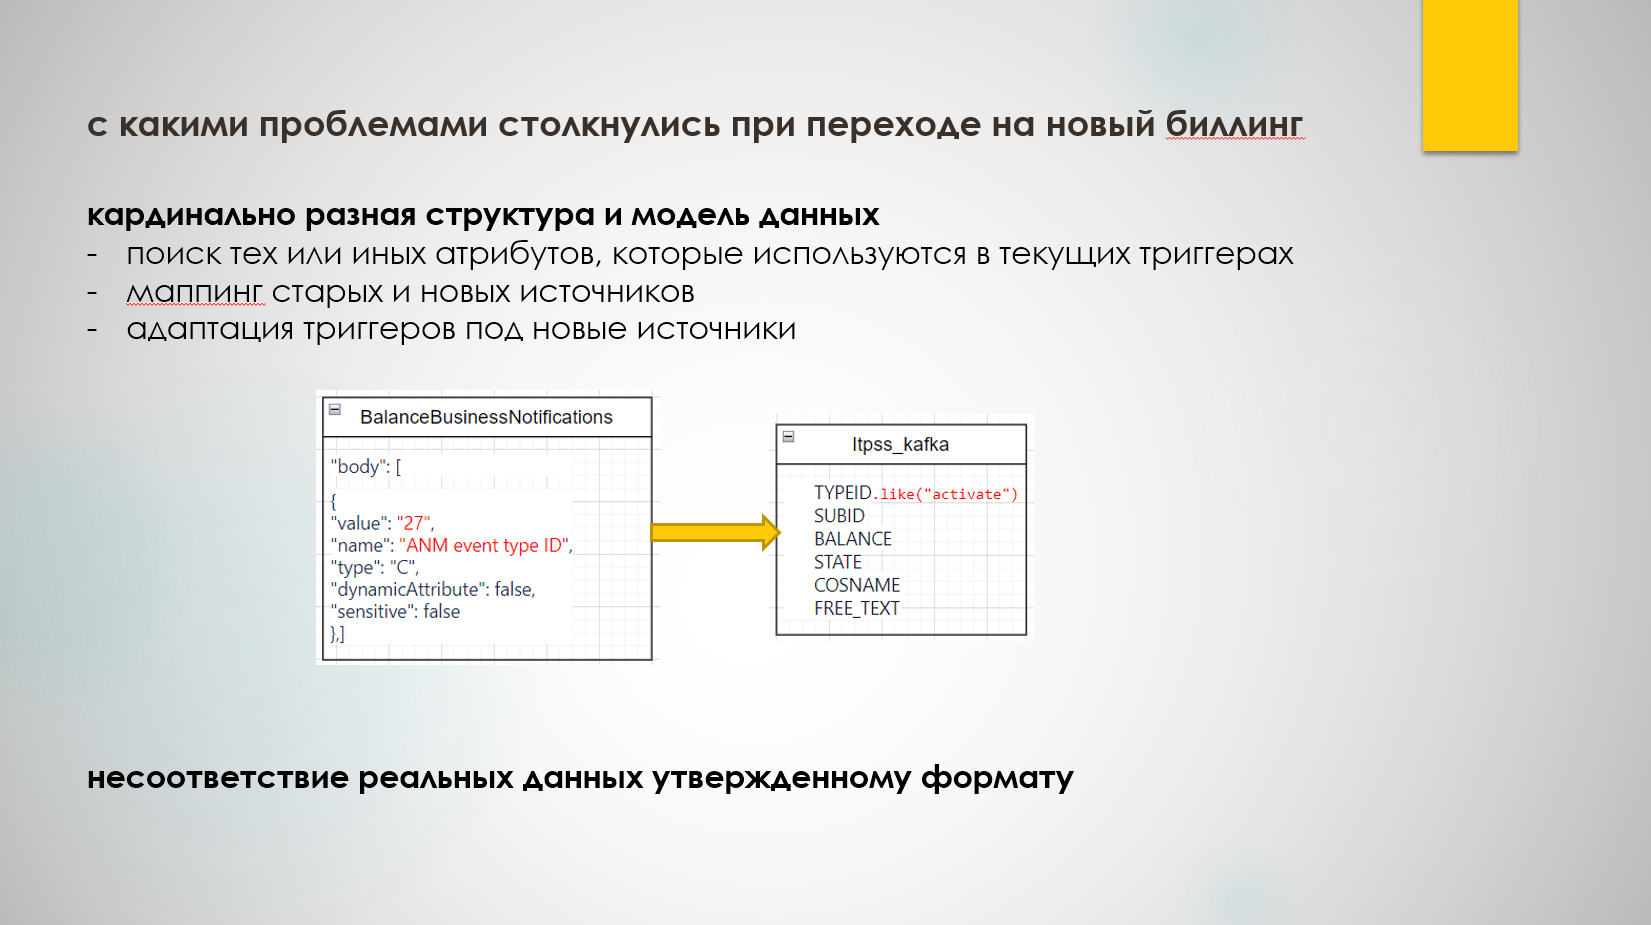 с какими проблемами столкнулись при переходе на новый биллинг
кардинально разная структура и модель данных
- поиск тех или иных атрибутов, которые используются в текущих триггерах
- маппинг старых и новых источников
- адаптация триггеров под новые источники
BalanceBusinessNotifications
"body": [
{
"value": "27",
"name": "ANM event type ID",
"type": "C",
"dynamicAttribute": false,
"sensitive": false
},]
Itpss_kafka
TYPEID.like("activate")
SUBID
BALANCE
STATE
COSNAME
FREE_TEXT
несоответствие реальных данных утвержденному формату